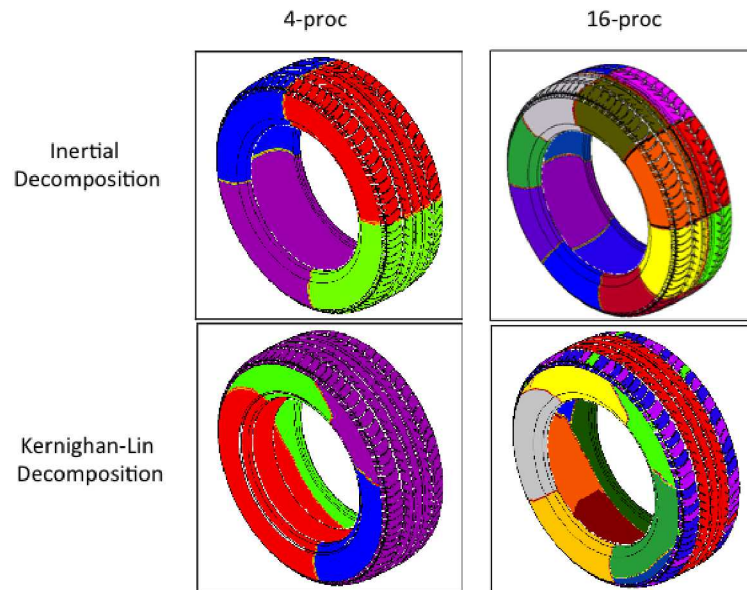 4-proc
16-proc
Inertial
Decomposition
Kernighan-Lin
Decomposition